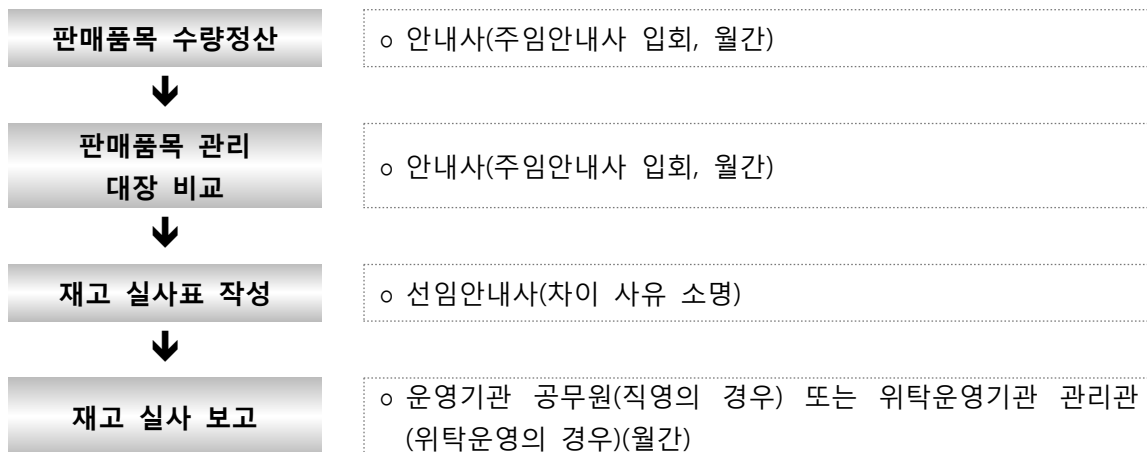 판매품목 수량정산
o 안내사(주임안내사 입회, 월간)
판매품목 관리
대장 비교
o 안내사(주임안내사 입회, 월간)
재고 실사표 작성
o 선임안내사(차이 사유 소명)
재고 실사 보고
o 운영기관 공무원(직영의 경우) 또는 위탁운영기관 관리관
(위탁운영의 경우)(월간)